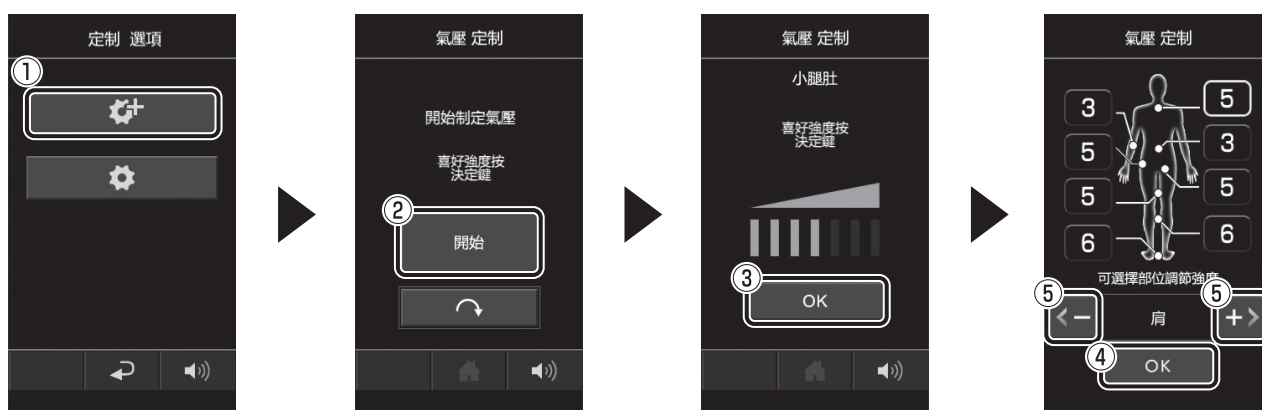 定制 選項
①
氣壓 定制
開始制定氣壓
喜好強度按
決定鍵
②
開始
氣壓 定制
小腿肚
喜好強度按
決定鍵
③
OK
氣壓 定制
3
5
5
3
5
5
6
6
可選擇部位調節強度
⑤
⑤
< −
肩
+ >
④
OK